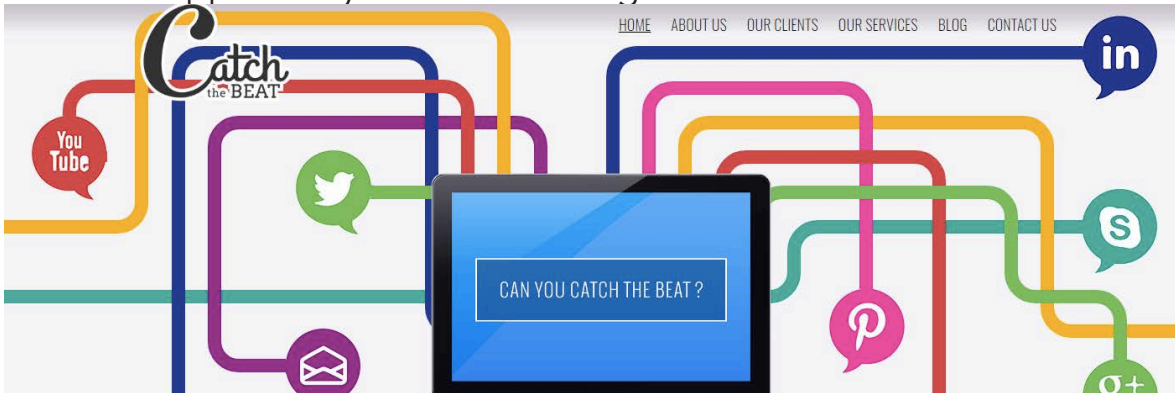 HOME ABOUT US OUR CLIENTS OUR SERVICES BLOG CONTACT US
Catch
the BEAT
in
You
Tube
S
CAN YOU CATCH THE BEAT ?
g+